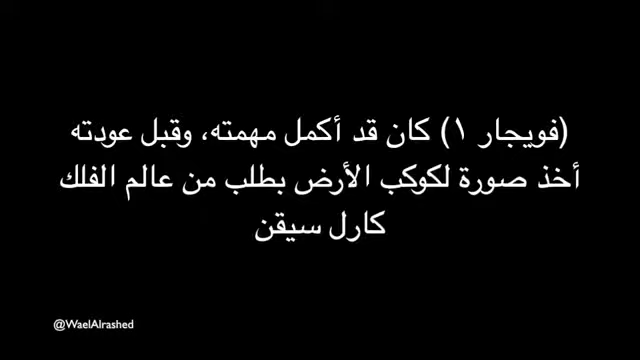 (فويجار ١) كان قد أكمل مهمته، وقبل عودته
أخذ صورة لكوكب الأرض بطلب من عالم الفلك
كارل سيقن
@WaelAlrashed